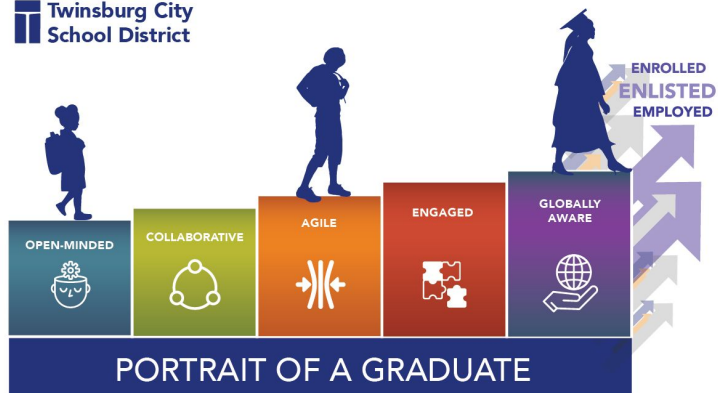 Twinsburg City
School District
ENROLLED
ENLISTED
EMPLOYED
OPEN-MINDED
COLLABORATIVE
AGILE
ENGAGED
GLOBALLY
AWARE
PORTRAIT OF A GRADUATE